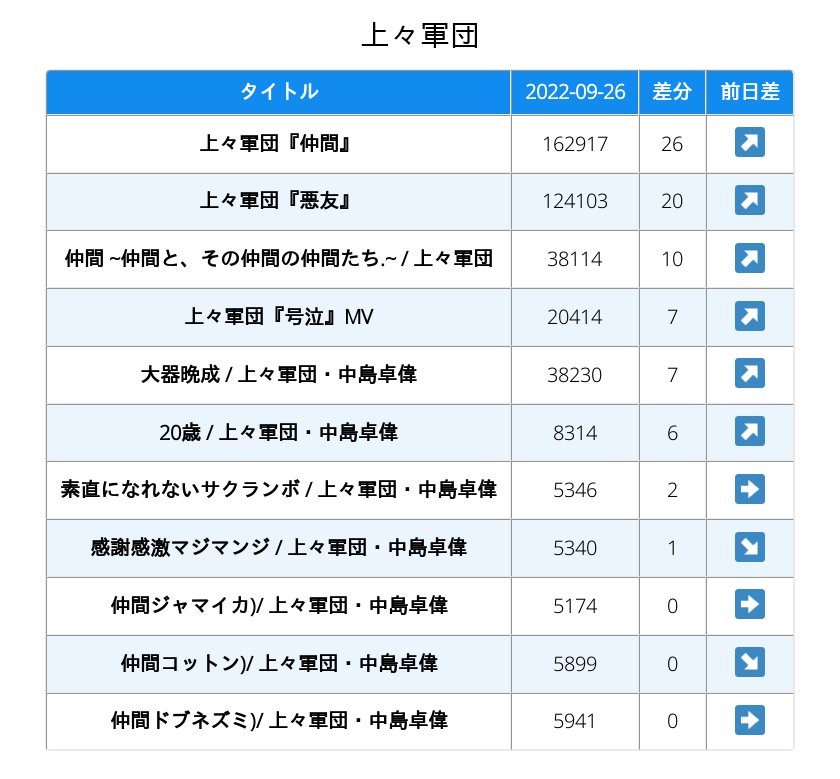 上々軍団
タイトル 2022-09-26 差分 前日差
上々軍団『仲間』 162917 26 ↗
上々軍団『悪友』 124103 20 ↗
仲間 ~仲間と、その仲間の仲間たち.~ / 上々軍団 38114 10 ↗
上々軍団『号泣』MV 20414 7 ↗
大器晩成 / 上々軍団・中島卓偉 38230 7 ↗
20歳 / 上々軍団・中島卓偉 8314 6 ↗
素直になれないサクランボ / 上々軍団・中島卓偉 5346 2 ➡
感謝感激マジマンジ / 上々軍団・中島卓偉 5340 1 ↘
仲間ジャマイカ)/ 上々軍団・中島卓偉 5174 0 ➡
仲間コットン)/ 上々軍団・中島卓偉 5899 0 ↘
仲間ドブネズミ)/ 上々軍団・中島卓偉 5941 0 ➡